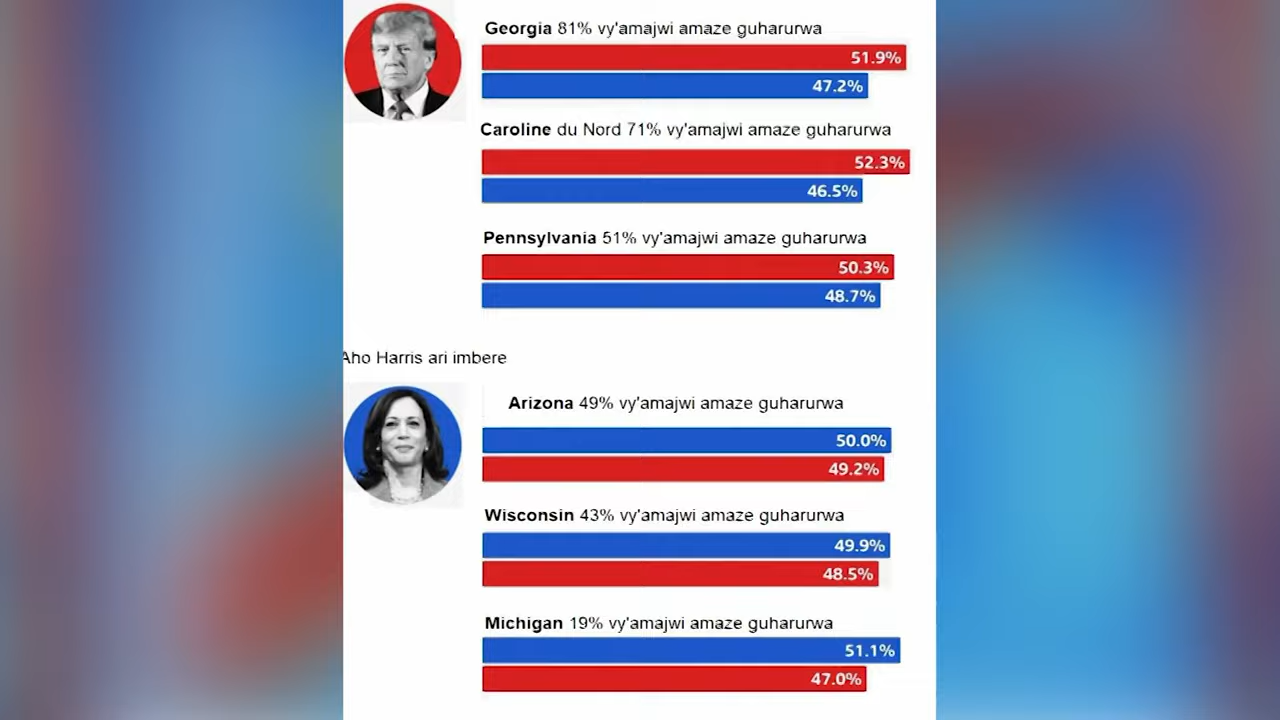 Georgia 81% vy'amajwi amaze guharurwa
51.9%
47.2%
Caroline du Nord 71% vy'amajwi amaze guharurwa
52.3%
46.5%
Pennsylvania 51% vy'amajwi amaze guharurwa
50.3%
48.7%
Aho Harris ari imbere
Arizona 49% vy'amajwi amaze guharurwa
50.0%
49.2%
Wisconsin 43% vy'amajwi amaze guharurwa
49.9%
48.5%
Michigan 19% vy'amajwi amaze guharurwa
51.1%
47.0%